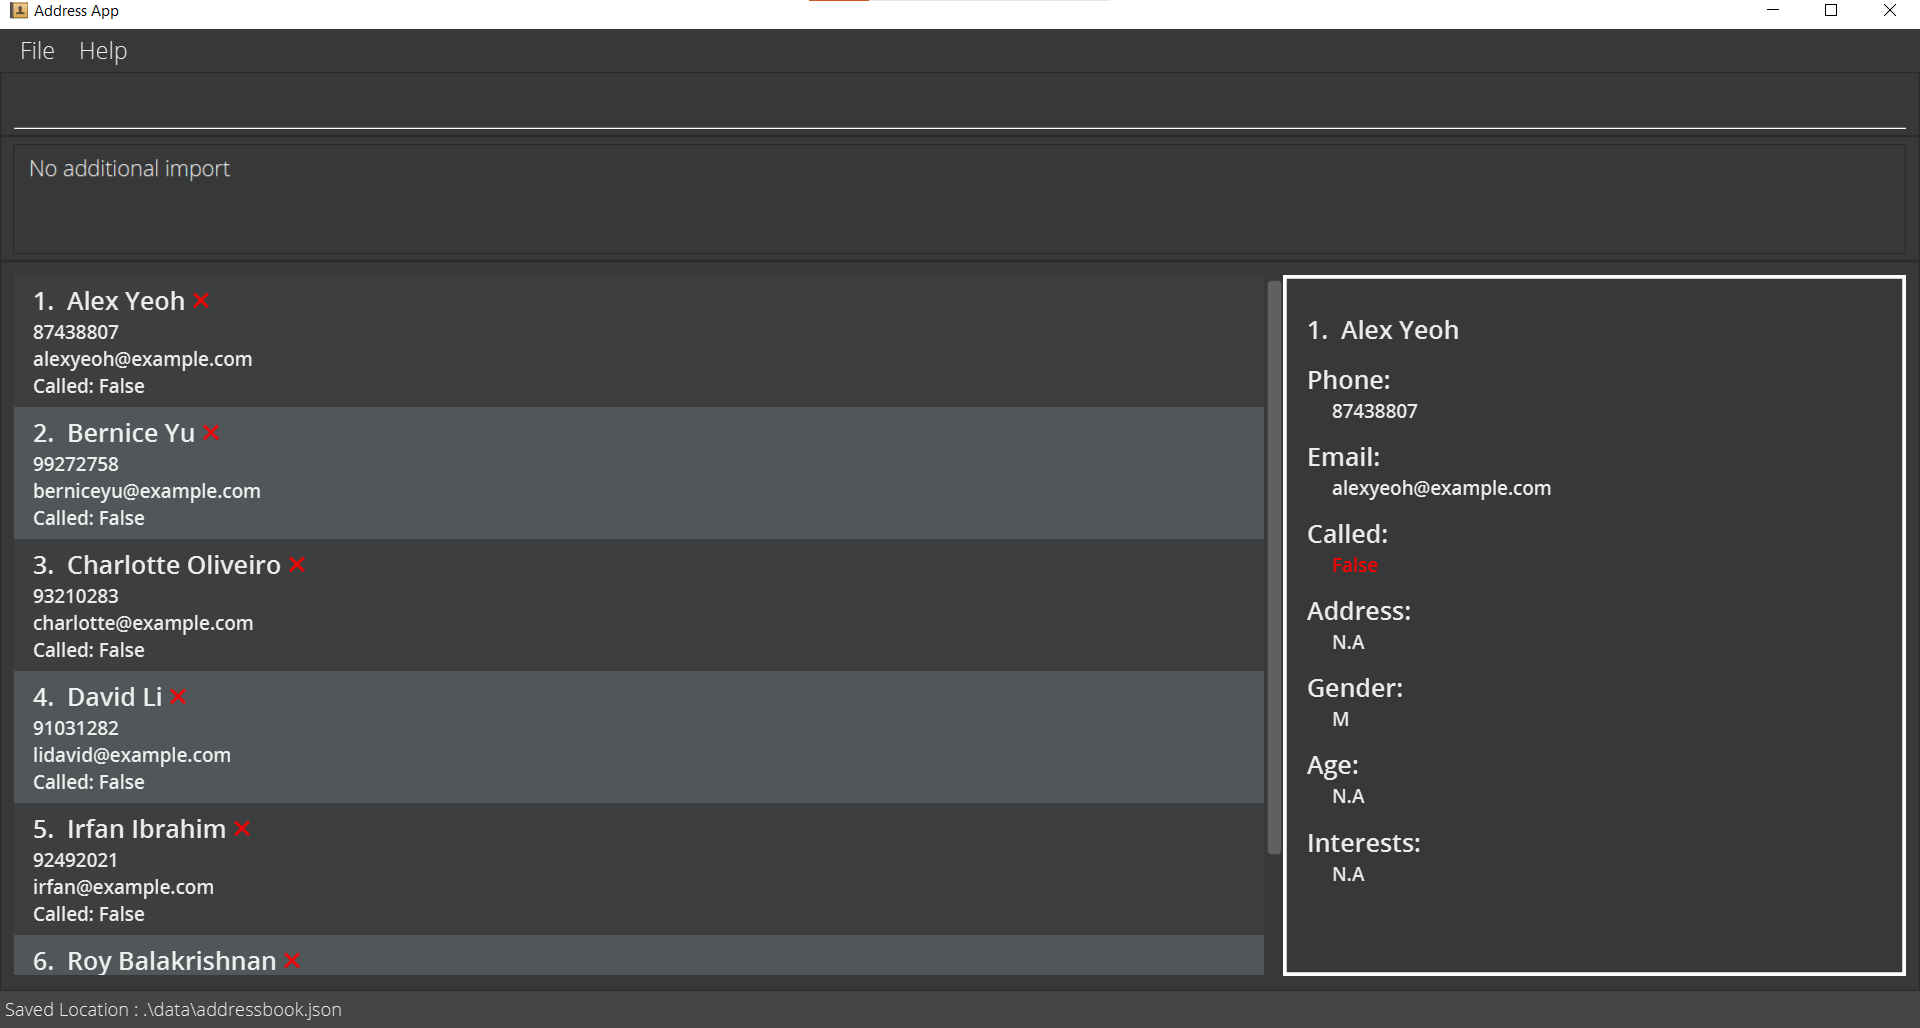 Address App
File Help
No additional import
1. Alex Yeoh
87438807
alexyeoh@example.com
Called: False
2. Bernice Yu
99272758
berniceyu@example.com
Called: False
3. Charlotte Oliveiro
93210283
charlotte@example.com
Called: False
4. David Li
91031282
lidavid@example.com
Called: False
5. Irfan Ibrahim
92492021
irfan@example.com
Called: False
6. Roy Balakrishnan
1. Alex Yeoh
Phone:
87438807
Email:
alexyeoh@example.com
Called:
False
Address:
N.A
Gender:
M
Age:
N.A
Interests:
N.A
Saved Location : .\data\addressbook.json